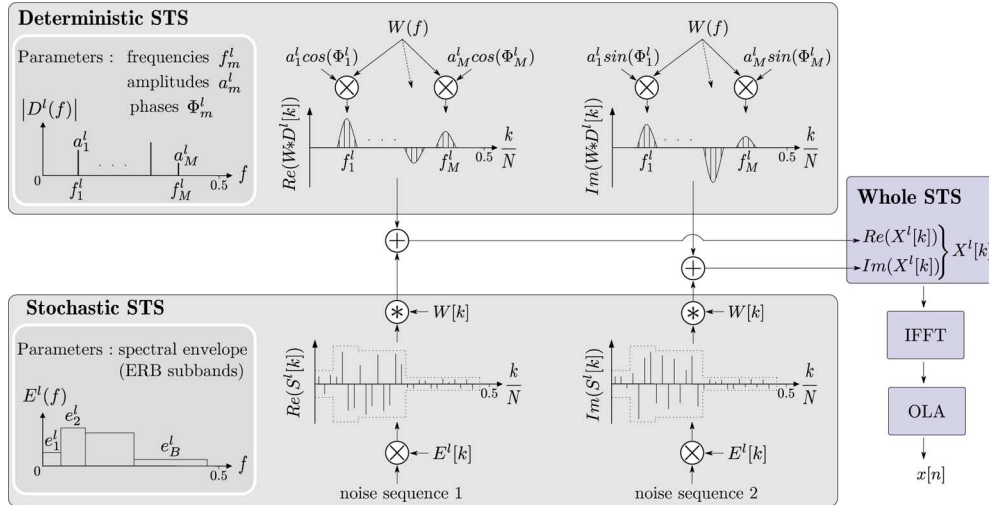 Deterministic STS
Parameters : frequencies f_m^l
amplitudes a_m^l
phases Φ_m^l
|D^l(f)|
a_1^l
. . .
a_M^l
0
f_1^l
f_M^l
0.5
f
W(f)
a_1^l cos(Φ_1^l)
a_M^l cos(Φ_M^l)
Re(W*D^l[k])
. . . .
f_1^l
f_M^l
0.5
k/N
W(f)
a_1^l sin(Φ_1^l)
a_M^l sin(Φ_M^l)
Im(W*D^l[k])
. . . .
f_1^l
f_M^l
0.5
k/N
Whole STS
Re(X^l[k])
Im(X^l[k])
} X^l[k]
IFFT
OLA
x[n]
Stochastic STS
Parameters : spectral envelope
(ERB subbands)
E^l(f)
e_1^l
e_2^l
e_B^l
0
0.5
f
W[k]
Re(S^l[k])
0.5
k/N
E^l[k]
noise sequence 1
W[k]
Im(S^l[k])
0.5
k/N
E^l[k]
noise sequence 2